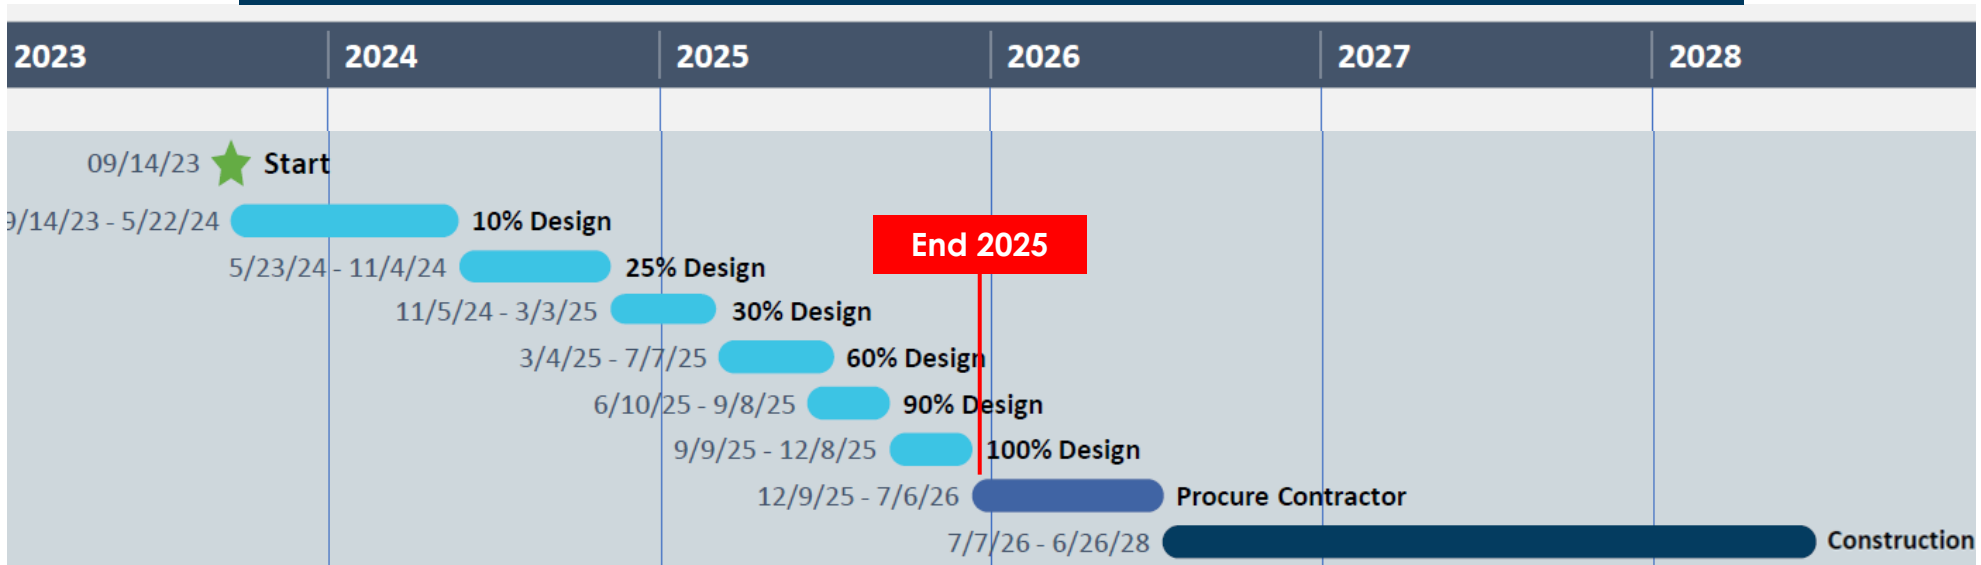 2023 2024 2025 2026 2027 2028
09/14/23 Start
9/14/23 - 5/22/24 10% Design
End 2025
5/23/24 - 11/4/24 25% Design
11/5/24 - 3/3/25 30% Design
3/4/25 - 7/7/25 60% Design
6/10/25 - 9/8/25 90% Design
9/9/25 - 12/8/25 100% Design
12/9/25 - 7/6/26 Procure Contractor
7/7/26 - 6/26/28 Construction